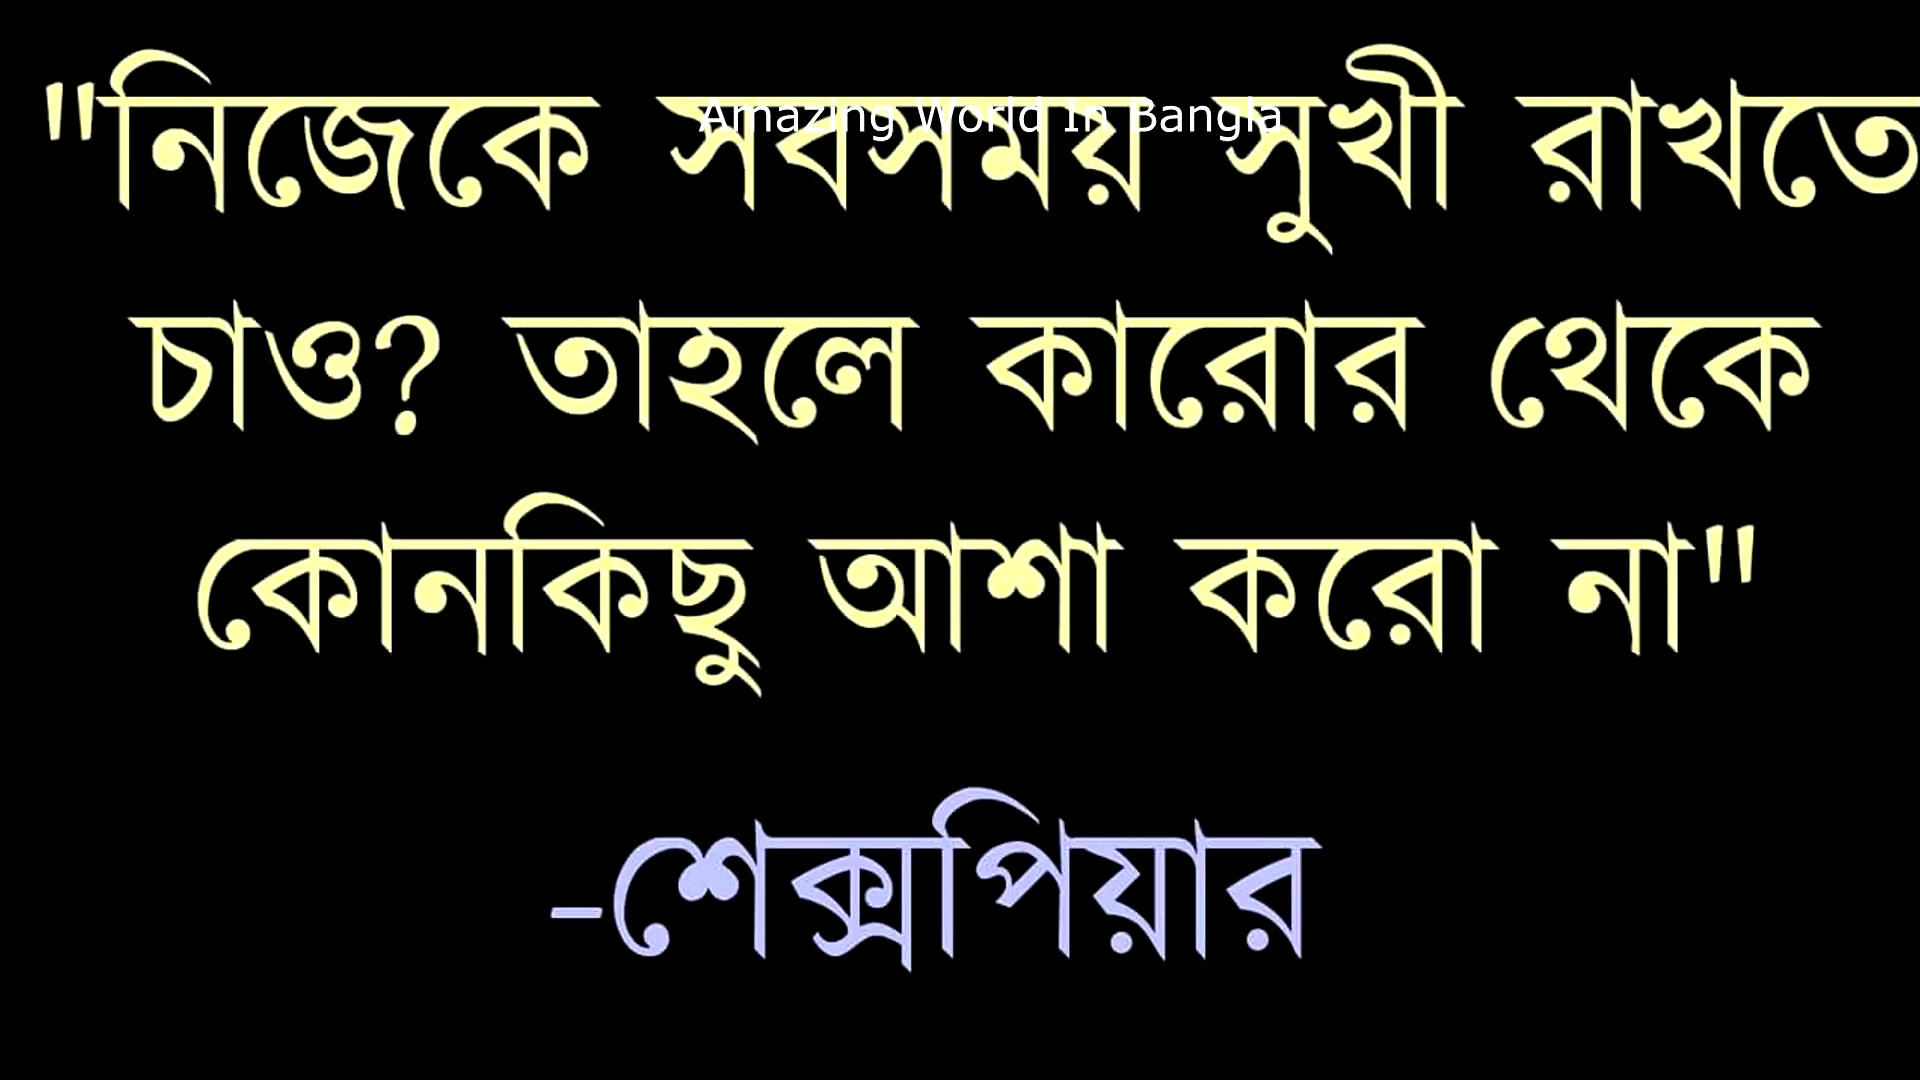 "নিজেকে সবসময় সুখী রাখতে
Amazing World In Bangla
চাও? তাহলে কারোর থেকে
কোনকিছু আশা করো না"
-শেক্সপিয়ার